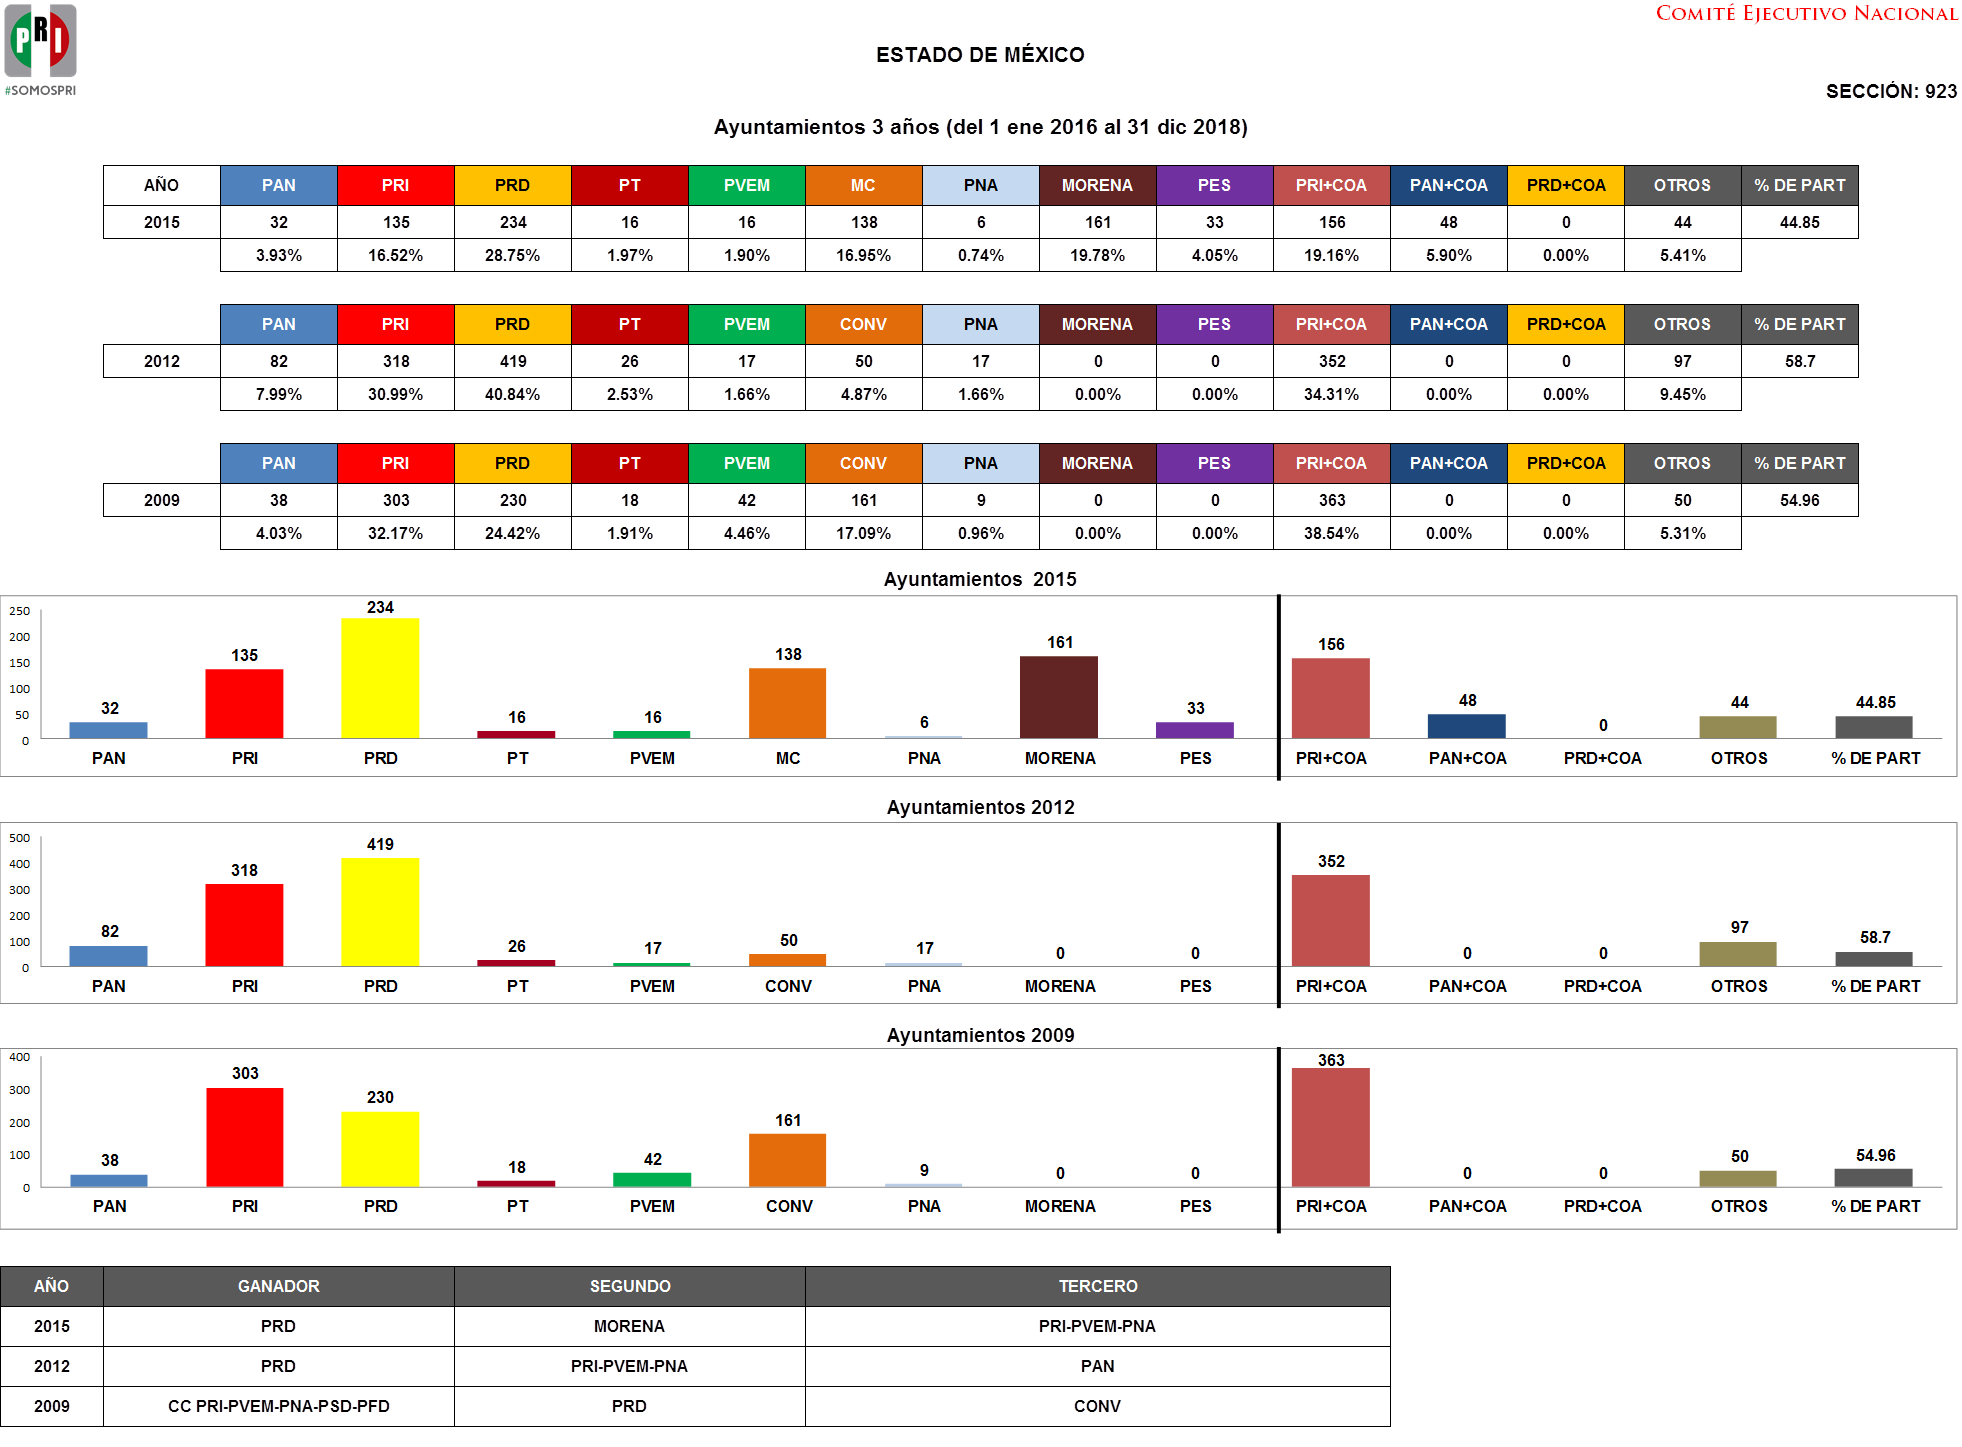 PRI
#SOMOSPRI
COMITÉ EJECUTIVO NACIONAL
ESTADO DE MÉXICO
SECCIÓN: 923
Ayuntamientos 3 años (del 1 ene 2016 al 31 dic 2018)
AÑO PAN PRI PRD PT PVEM MC PNA MORENA PES PRI+COA PAN+COA PRD+COA OTROS % DE PART
2015 32 135 234 16 16 138 6 161 33 156 48 0 44 44.85
3.93% 16.52% 28.75% 1.97% 1.90% 16.95% 0.74% 19.78% 4.05% 19.16% 5.90% 0.00% 5.41%
PAN PRI PRD PT PVEM CONV PNA MORENA PES PRI+COA PAN+COA PRD+COA OTROS % DE PART
2012 82 318 419 26 17 50 17 0 0 352 0 0 97 58.7
7.99% 30.99% 40.84% 2.53% 1.66% 4.87% 1.66% 0.00% 0.00% 34.31% 0.00% 0.00% 9.45%
PAN PRI PRD PT PVEM CONV PNA MORENA PES PRI+COA PAN+COA PRD+COA OTROS % DE PART
2009 38 303 230 18 42 161 9 0 0 363 0 0 50 54.96
4.03% 32.17% 24.42% 1.91% 4.46% 17.09% 0.96% 0.00% 0.00% 38.54% 0.00% 0.00% 5.31%
Ayuntamientos 2015
250
200
150
100
50
0
32 135 234 16 16 138 6 161 33 156 48 0 44 44.85
PAN PRI PRD PT PVEM MC PNA MORENA PES PRI+COA PAN+COA PRD+COA OTROS % DE PART
Ayuntamientos 2012
500
400
300
200
100
0
82 318 419 26 17 50 17 0 0 352 0 0 97 58.7
PAN PRI PRD PT PVEM CONV PNA MORENA PES PRI+COA PAN+COA PRD+COA OTROS % DE PART
Ayuntamientos 2009
400
300
200
100
0
38 303 230 18 42 161 9 0 0 363 0 0 50 54.96
PAN PRI PRD PT PVEM CONV PNA MORENA PES PRI+COA PAN+COA PRD+COA OTROS % DE PART
AÑO GANADOR SEGUNDO TERCERO
2015 PRD MORENA PRI-PVEM-PNA
2012 PRD PRI-PVEM-PNA PAN
2009 CC PRI-PVEM-PNA-PSD-PFD PRD CONV